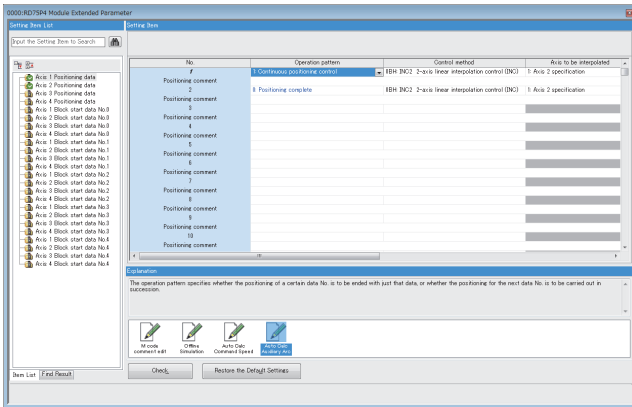 0000:RD75P4 Module Extended Parameter
Setting Item List
Setting Item
Input the Setting Item to Search
Axis 1 Positioning data
Axis 2 Positioning data
Axis 3 Positioning data
Axis 4 Positioning data
Axis 1 Block start data No.0
Axis 2 Block start data No.0
Axis 3 Block start data No.0
Axis 4 Block start data No.0
Axis 1 Block start data No.1
Axis 2 Block start data No.1
Axis 3 Block start data No.1
Axis 4 Block start data No.1
Axis 1 Block start data No.2
Axis 2 Block start data No.2
Axis 3 Block start data No.2
Axis 4 Block start data No.2
Axis 1 Block start data No.3
Axis 2 Block start data No.3
Axis 3 Block start data No.3
Axis 4 Block start data No.3
Axis 1 Block start data No.4
Axis 2 Block start data No.4
Axis 3 Block start data No.4
Axis 4 Block start data No.4
Item List Find Result
No. Operation pattern Control method Axis to be interpolated
1 1: Continuous positioning control 0BH: INC2 2-axis linear interpolation control (INC) 1: Axis 2 specification
Positioning comment
2 0: Positioning complete 0BH: INC2 2-axis linear interpolation control (INC) 1: Axis 2 specification
Positioning comment
3
Positioning comment
4
Positioning comment
5
Positioning comment
6
Positioning comment
7
Positioning comment
8
Positioning comment
9
Positioning comment
10
Positioning comment
Explanation
The operation pattern specifies whether the positioning of a certain data No. is to be ended with just that data, or whether the positioning for the next data No. is to be carried out in
succession.
M code
comment edit
Offline
Simulation
Auto Calc
Command Speed
Auto Calc
Auxiliary Arc
Check
Restore the Default Settings